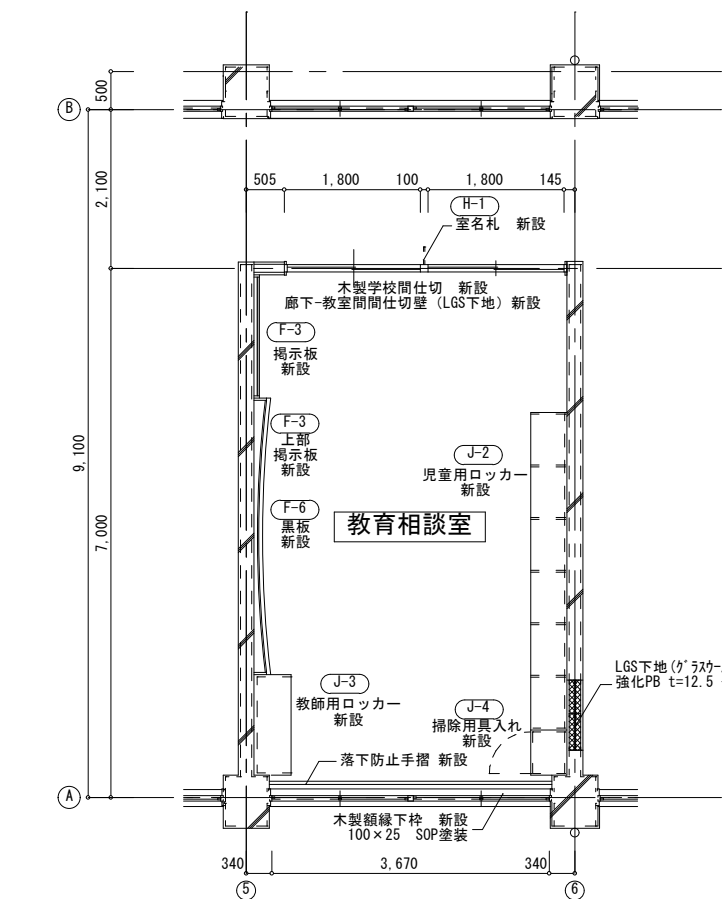 500
B
2,100
505
1,800
100
1,800
145
H-1
室名札 新設
木製学校間仕切 新設
廊下-教室間間仕切壁（LGS下地）新設
F-3
掲示板
新設
F-3
上部
掲示板
新設
J-2
児童用ロッカー
新設
9,100
7,000
F-6
黒板
新設
教育相談室
LGS下地(ｸﾞﾗｽｳｰ
強化PB t=12.5
J-3
教師用ロッカー
新設
J-4
掃除用具入れ
新設
落下防止手摺 新設
A
木製額縁下枠 新設
100×25 SOP塗装
340
3,670
340
5
6